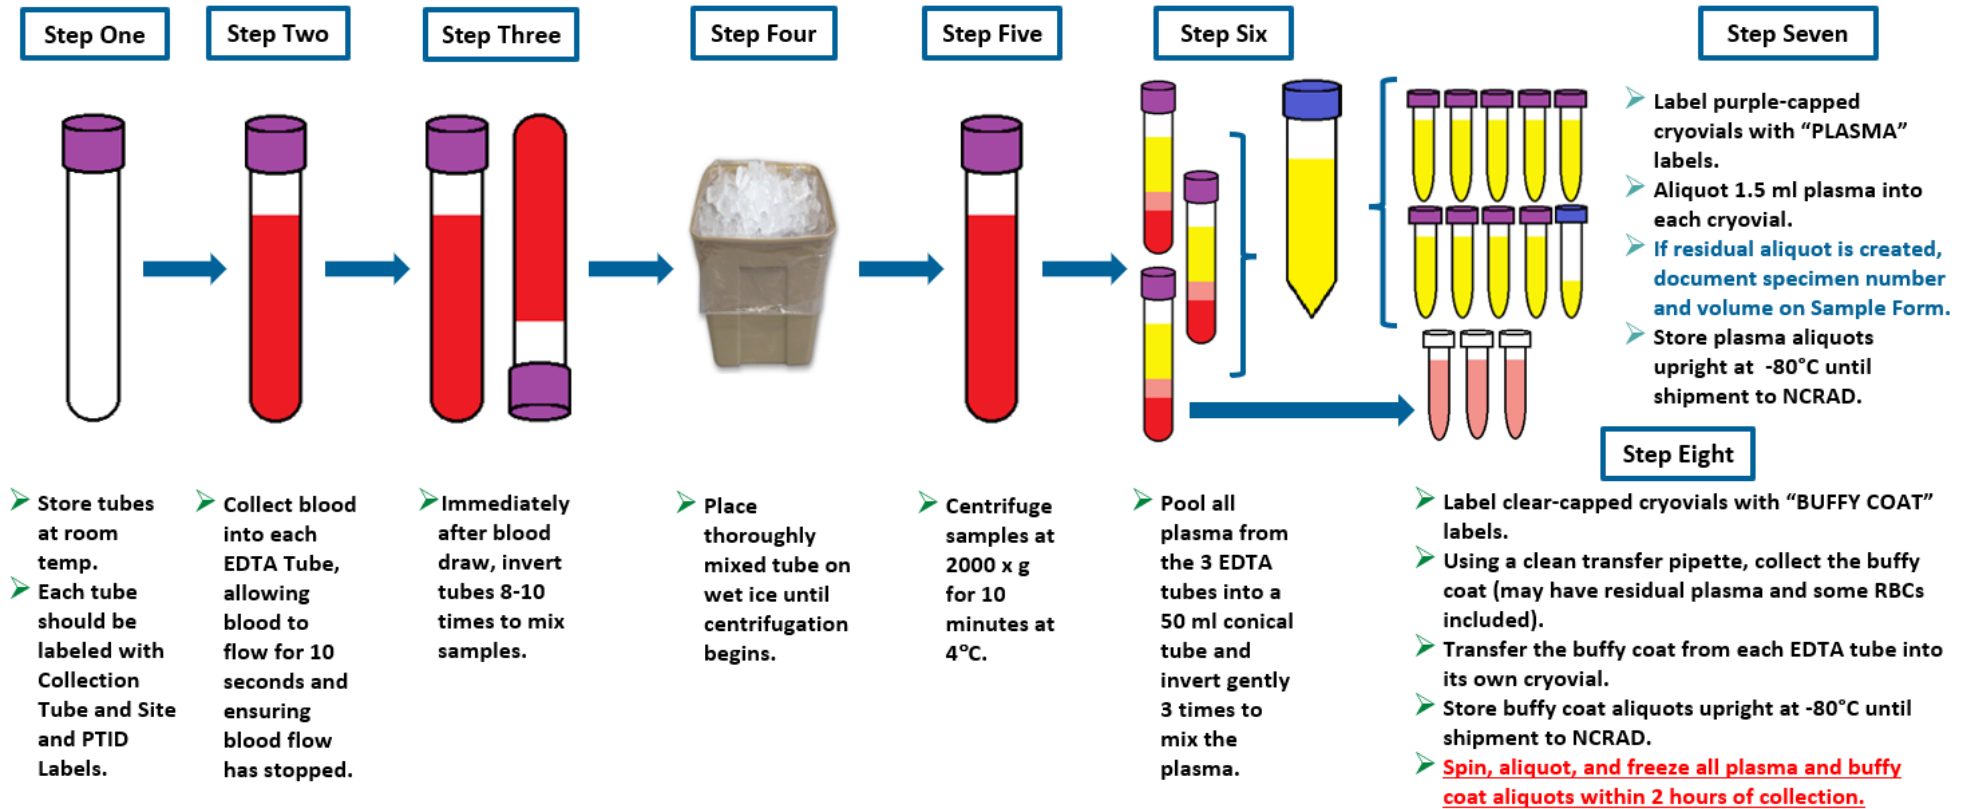 Step One
Step Two
Step Three
Step Four
Step Five
Step Six
Step Seven
Label purple-capped
cryovials with “PLASMA”
labels.
Aliquot 1.5 ml plasma into
each cryovial.
If residual aliquot is created,
document specimen number
and volume on Sample Form.
Store plasma aliquots
upright at -80°C until
shipment to NCRAD.
Store tubes
at room
temp.
Each tube
should be
labeled with
Collection
Tube and Site
and PTID
Labels.
Collect blood
into each
EDTA Tube,
allowing
blood to
flow for 10
seconds and
ensuring
blood flow
has stopped.
Immediately
after blood
draw, invert
tubes 8-10
times to mix
samples.
Place
thoroughly
mixed tube on
wet ice until
centrifugation
begins.
Centrifuge
samples at
2000 x g
for 10
minutes at
4°C.
Pool all
plasma from
the 3 EDTA
tubes into a
50 ml conical
tube and
invert gently
3 times to
mix the
plasma.
Step Eight
Label clear-capped cryovials with “BUFFY COAT”
labels.
Using a clean transfer pipette, collect the buffy
coat (may have residual plasma and some RBCs
included).
Transfer the buffy coat from each EDTA tube into
its own cryovial.
Store buffy coat aliquots upright at -80°C until
shipment to NCRAD.
Spin, aliquot, and freeze all plasma and buffy
coat aliquots within 2 hours of collection.